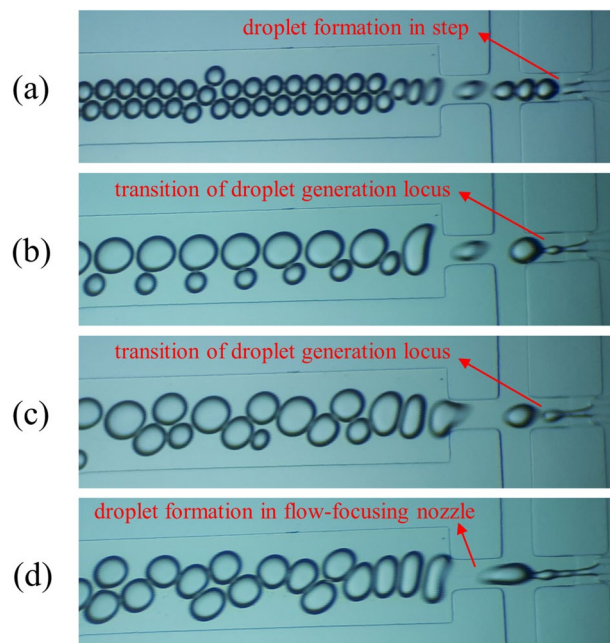 droplet formation in step
(a)
transition of droplet generation locus
(b)
transition of droplet generation locus
(c)
droplet formation in flow-focusing nozzle
(d)